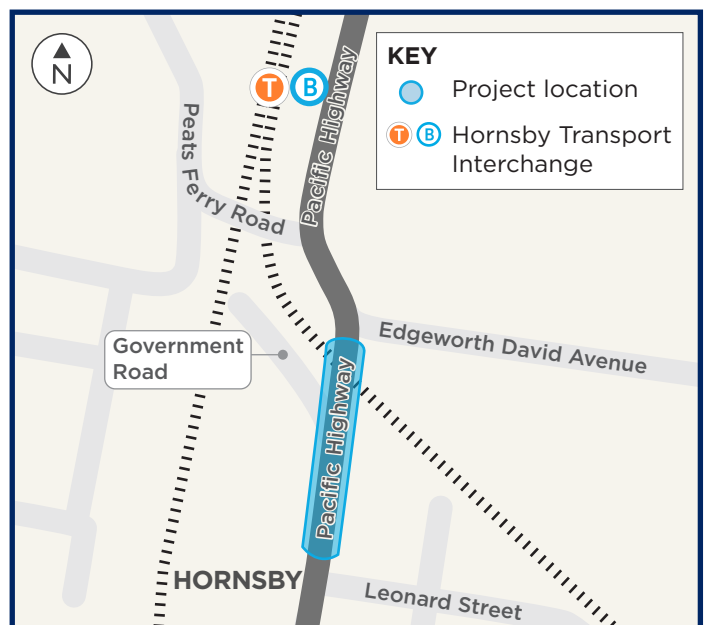 N
KEY
Project location
T B Hornsby Transport
Interchange
T B
Pacific Highway
Peats Ferry Road
Edgeworth David Avenue
Government
Road
Pacific Highway
HORNSBY
Leonard Street